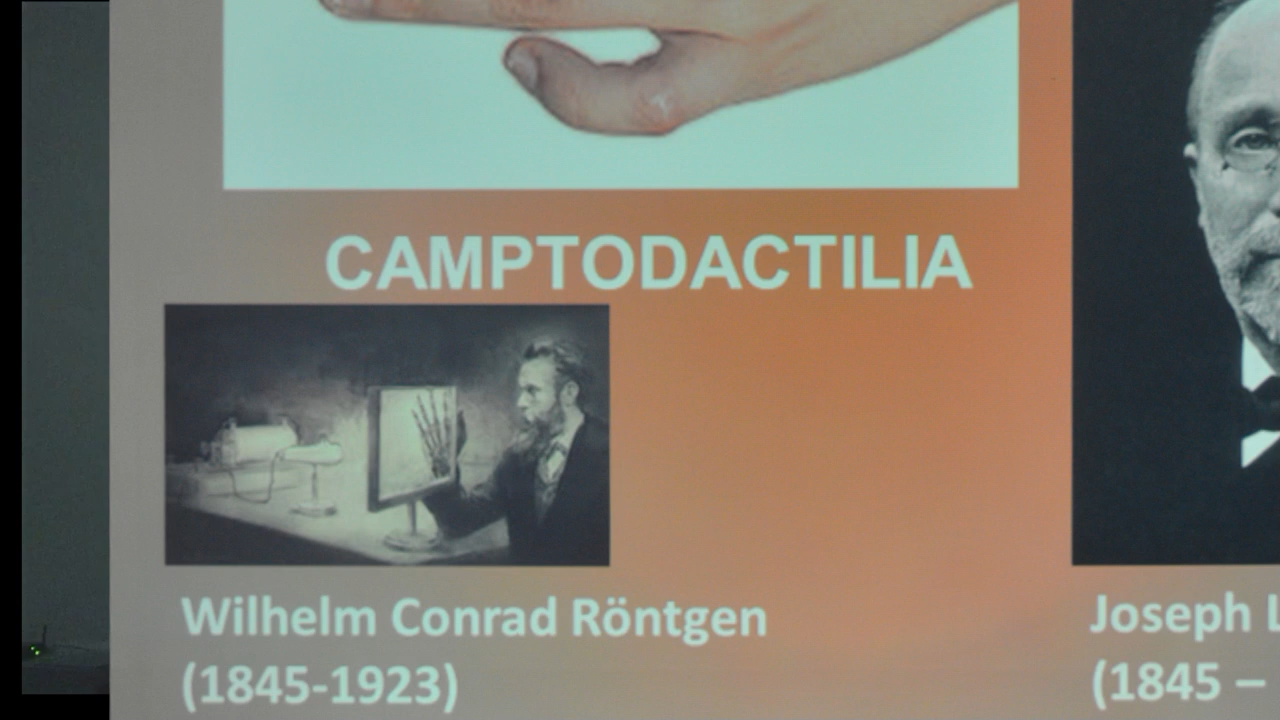 CAMPTODACTILIA
Wilhelm Conrad Röntgen
(1845-1923)
Joseph L
(1845 –